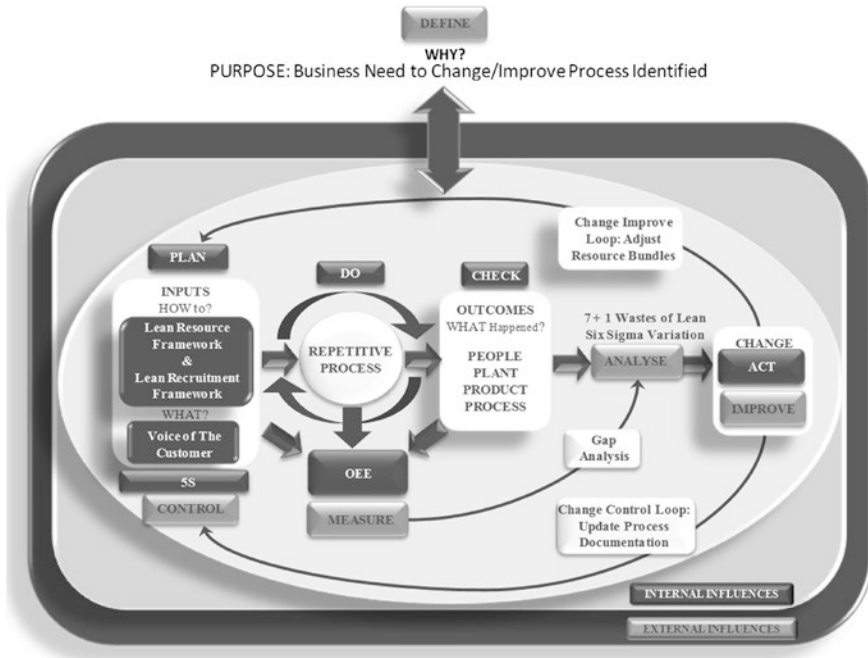 DEFINE
WHY?
PURPOSE: Business Need to Change/Improve Process Identified
Change Improve
Loop: Adjust
Resource Bundles
PLAN
DO
CHECK
INPUTS
HOW to?
Lean Resource
Framework
&
Lean Recruitment
Framework
WHAT?
Voice of The
Customer
5S
CONTROL
REPETITIVE
PROCESS
OEE
MEASURE
OUTCOMES
WHAT Happened?
PEOPLE
PLANT
PRODUCT
PROCESS
7 + 1 Wastes of Lean
Six Sigma Variation
ANALYSE
CHANGE
ACT
IMPROVE
Gap
Analysis
Change Control Loop:
Update Process
Documentation
INTERNAL INFLUENCES
EXTERNAL INFLUENCES